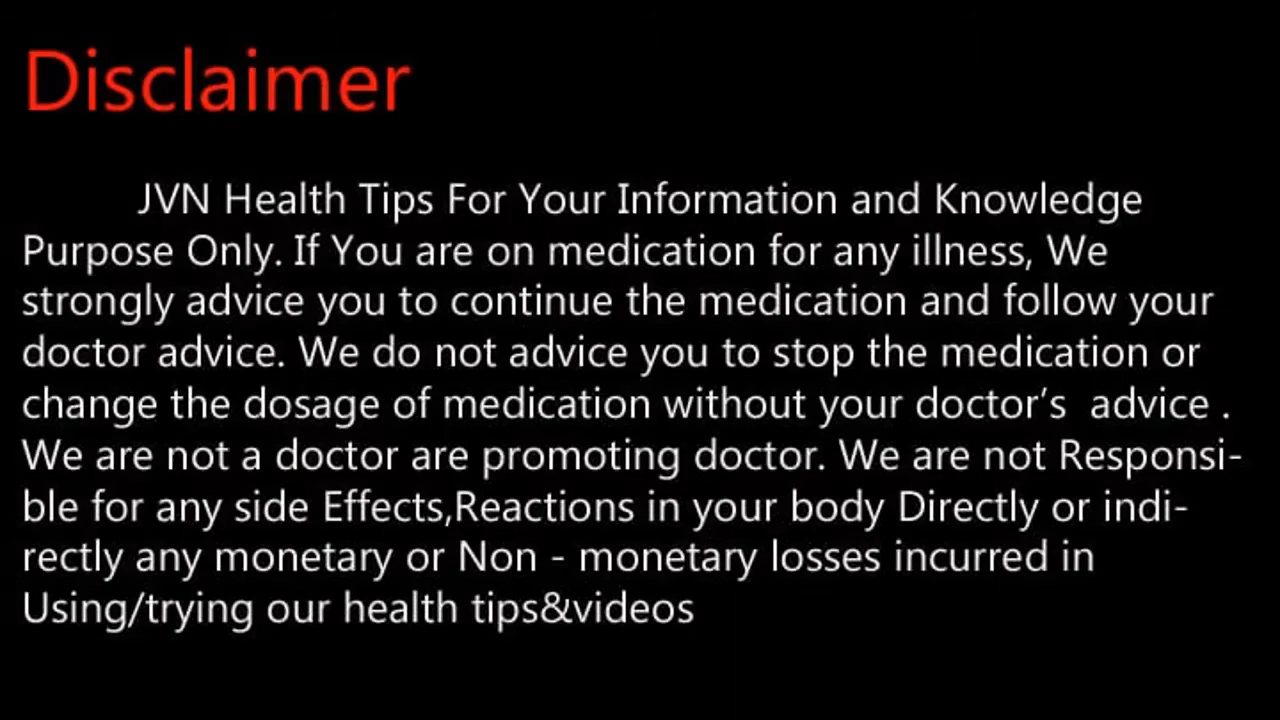 Disclaimer
JVN Health Tips For Your Information and Knowledge
Purpose Only. If You are on medication for any illness, We
strongly advice you to continue the medication and follow your
doctor advice. We do not advice you to stop the medication or
change the dosage of medication without your doctor’s  advice .
We are not a doctor are promoting doctor. We are not Responsi-
ble for any side Effects,Reactions in your body Directly or indi-
rectly any monetary or Non - monetary losses incurred in
Using/trying our health tips&videos